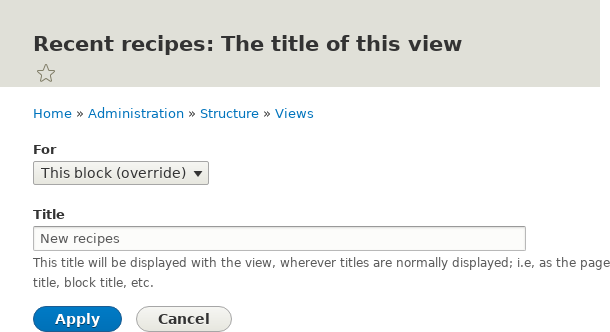 Recent recipes: The title of this view
Home » Administration » Structure » Views
For
This block (override)
Title
New recipes
This title will be displayed with the view, wherever titles are normally displayed; i.e, as the page
title, block title, etc.
Apply Cancel